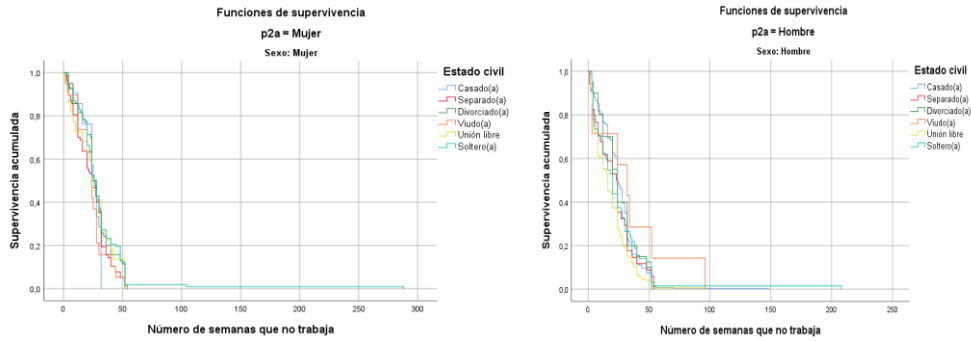 Funciones de supervivencia
p2a = Mujer
Sexo: Mujer
Supervivencia acumulada
1,0
0,8
0,6
0,4
0,2
0,0
0
50
100
150
200
250
300
Número de semanas que no trabaja
Estado civil
Casado(a)
Separado(a)
Divorciado(a)
Viudo(a)
Unión libre
Soltero(a)
Funciones de supervivencia
p2a = Hombre
Sexo: Hombre
Supervivencia acumulada
1,0
0,8
0,6
0,4
0,2
0,0
0
50
100
150
200
250
Número de semanas que no trabaja
Estado civil
Casado(a)
Separado(a)
Divorciado(a)
Viudo(a)
Unión libre
Soltero(a)